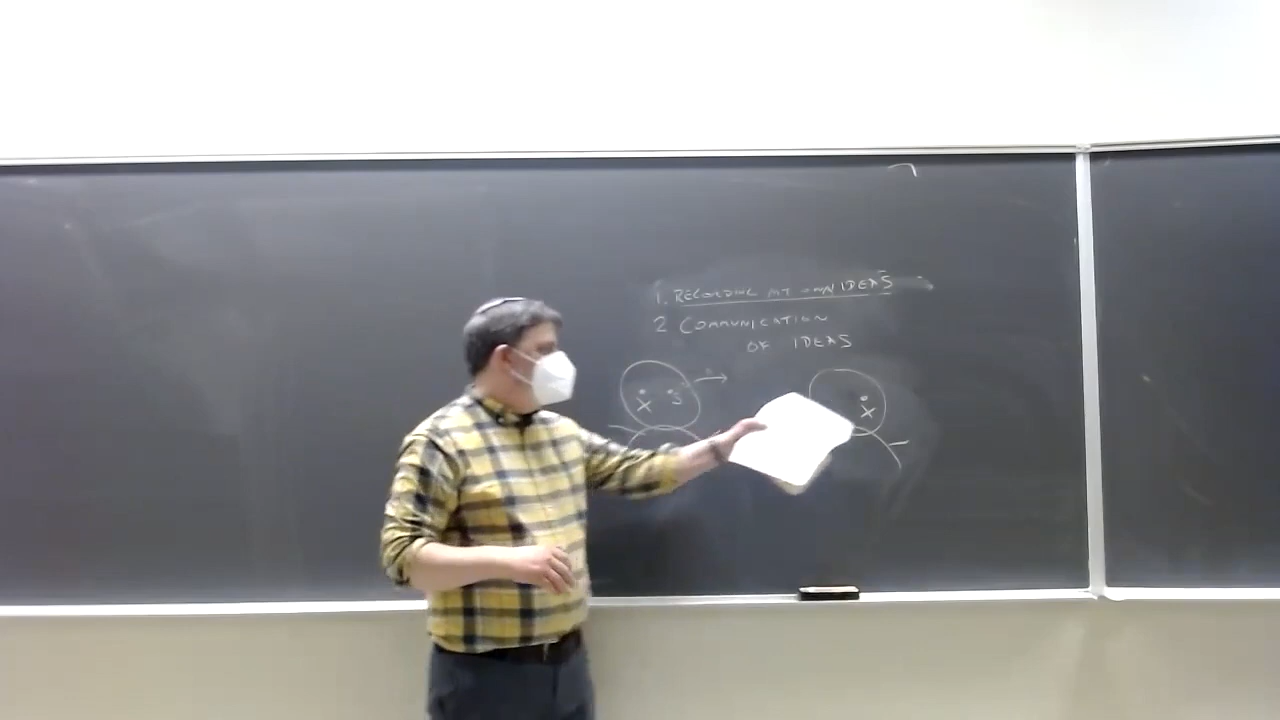 1. RECORDING MY OWN IDEAS
2 COMMUNICATION
OF IDEAS
X S
X